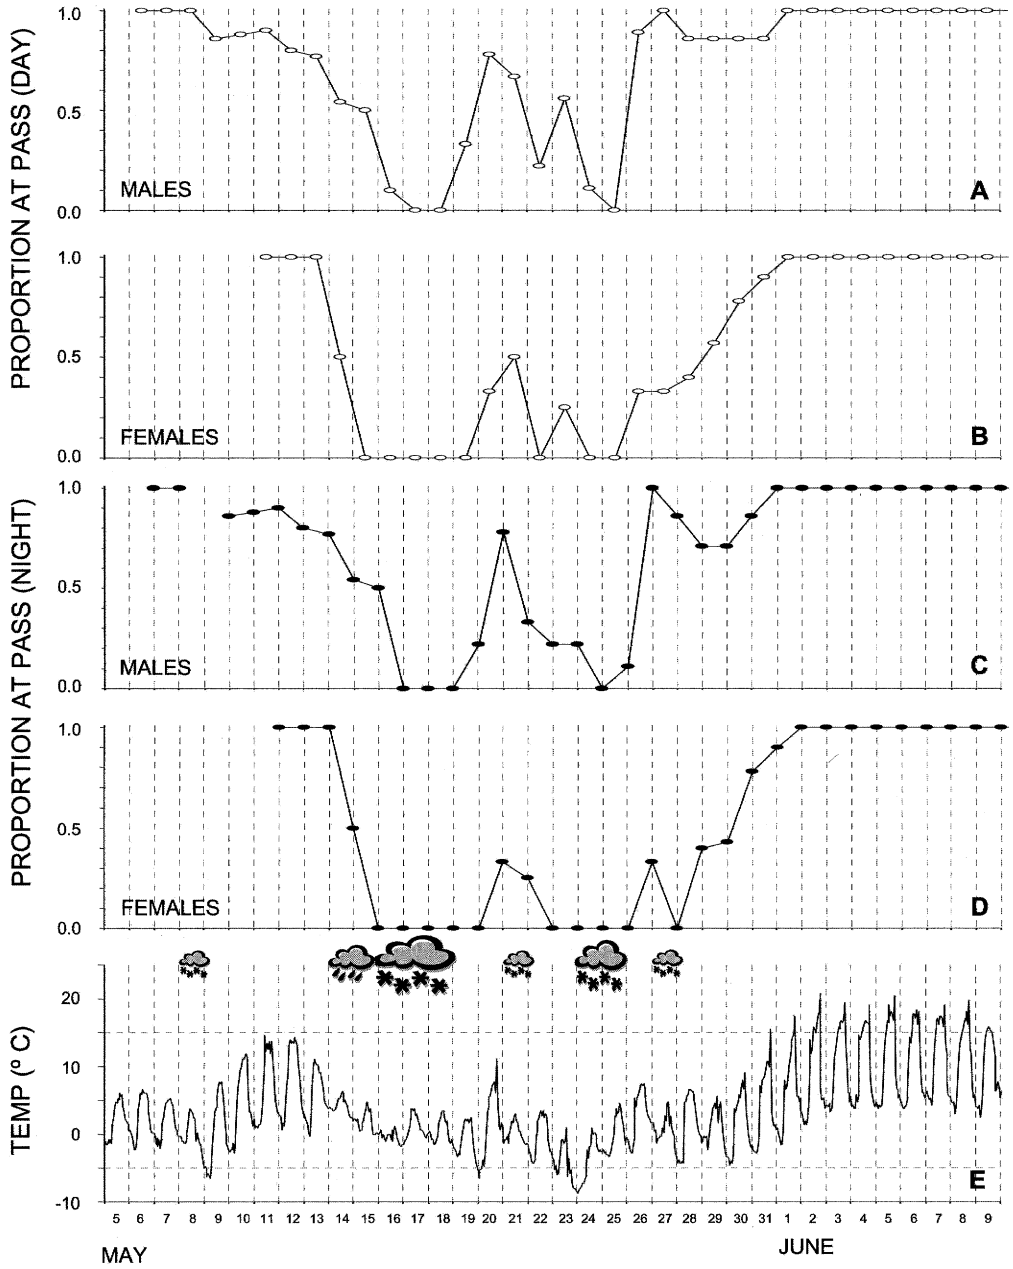 PROPORTION AT PASS (DAY)
1.0
0.5
0.0
MALES
A
1.0
0.5
0.0
FEMALES
B
PROPORTION AT PASS (NIGHT)
1.0
0.5
0.0
MALES
C
1.0
0.5
0.0
FEMALES
D
TEMP (º C)
20
10
0
-10
E
5 6 7 8 9 10 11 12 13 14 15 16 17 18 19 20 21 22 23 24 25 26 27 28 29 30 31 1 2 3 4 5 6 7 8 9
MAY JUNE